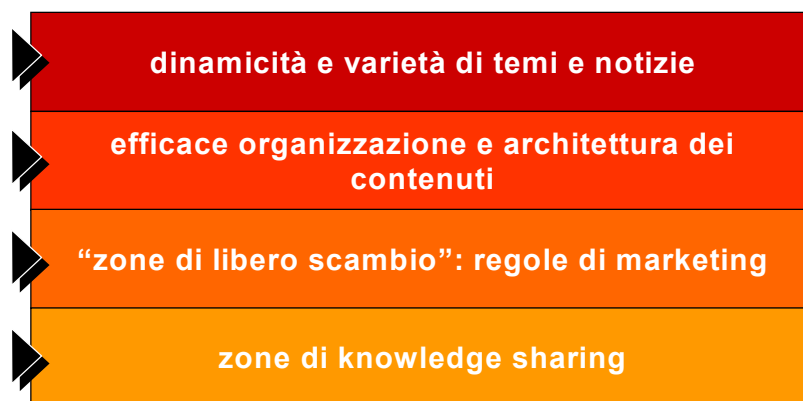 dinamicità e varietà di temi e notizie
efficace organizzazione e architettura dei
contenuti
“zone di libero scambio”: regole di marketing
zone di knowledge sharing